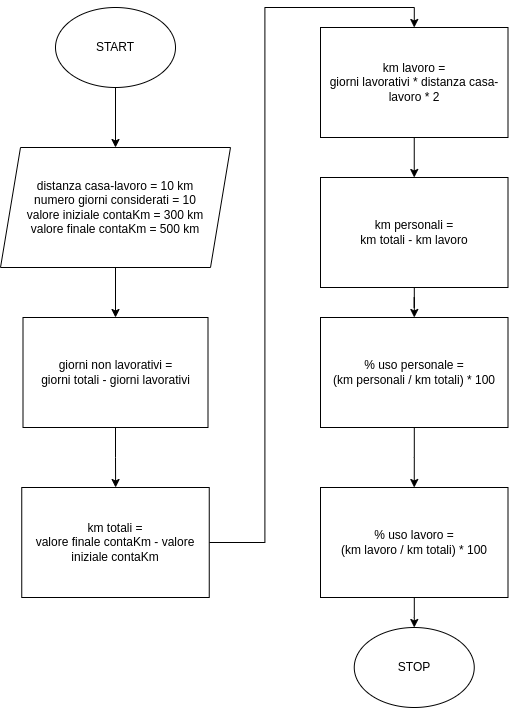 START
distanza casa-lavoro = 10 km
numero giorni considerati = 10
valore iniziale contaKm = 300 km
valore finale contaKm = 500 km
giorni non lavorativi =
giorni totali - giorni lavorativi
km totali =
valore finale contaKm - valore
iniziale contaKm
km lavoro =
giorni lavorativi * distanza casa-
lavoro * 2
km personali =
km totali - km lavoro
% uso personale =
(km personali / km totali) * 100
% uso lavoro =
(km lavoro / km totali) * 100
STOP